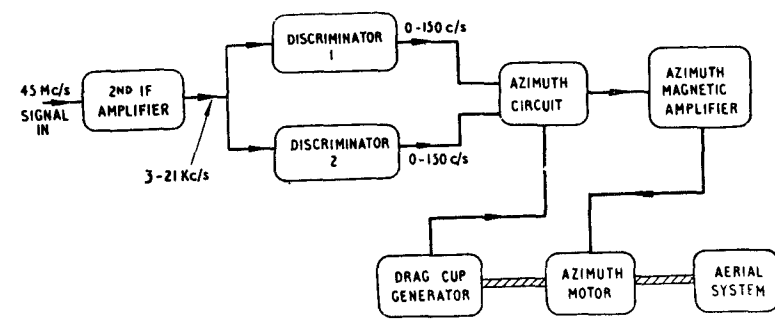 45 Mc/s
SIGNAL
IN
2ND IF
AMPLIFIER
3-21 Kc/s
DISCRIMINATOR
1
0-150 c/s
DISCRIMINATOR
2
0-150 c/s
AZIMUTH
CIRCUIT
AZIMUTH
MAGNETIC
AMPLIFIER
DRAG CUP
GENERATOR
AZIMUTH
MOTOR
AERIAL
SYSTEM